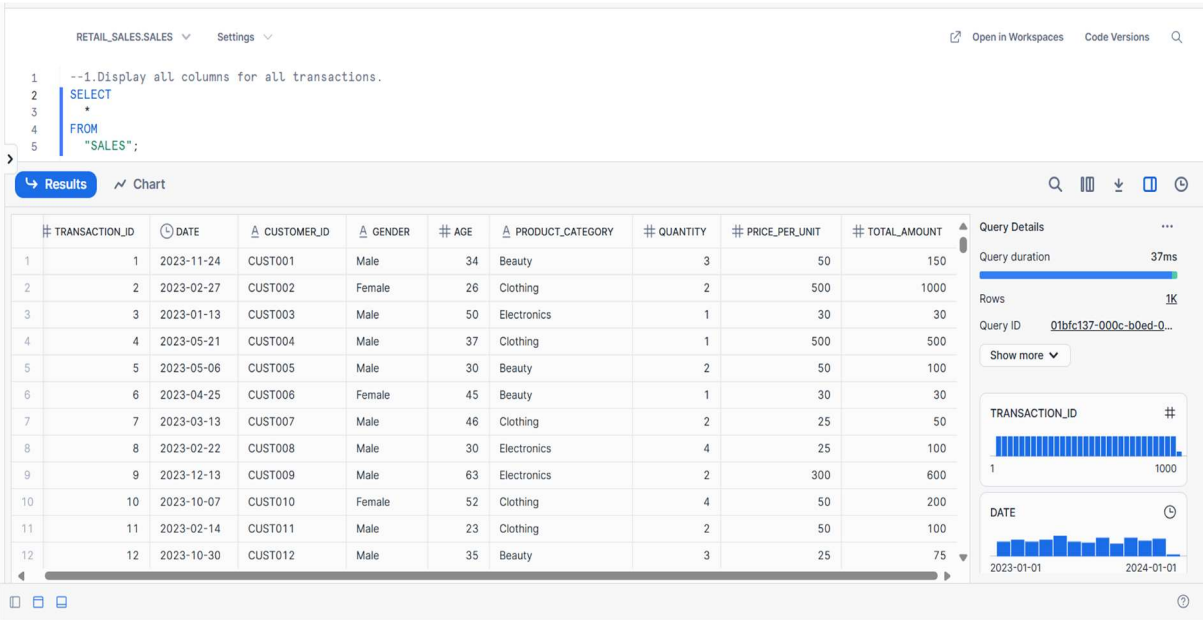 RETAIL_SALES.SALES Settings Open in Workspaces Code Versions
1 --1.Display all columns for all transactions.
2 SELECT
3 *
4 FROM
5 "SALES";
Results Chart
TRANSACTION_ID DATE CUSTOMER_ID GENDER AGE PRODUCT_CATEGORY QUANTITY PRICE_PER_UNIT TOTAL_AMOUNT
1 1 2023-11-24 CUST001 Male 34 Beauty 3 50 150
2 2 2023-02-27 CUST002 Female 26 Clothing 2 500 1000
3 3 2023-01-13 CUST003 Male 50 Electronics 1 30 30
4 4 2023-05-21 CUST004 Male 37 Clothing 1 500 500
5 5 2023-05-06 CUST005 Male 30 Beauty 2 50 100
6 6 2023-04-25 CUST006 Female 45 Beauty 1 30 30
7 7 2023-03-13 CUST007 Male 46 Clothing 2 25 50
8 8 2023-02-22 CUST008 Male 30 Electronics 4 25 100
9 9 2023-12-13 CUST009 Male 63 Electronics 2 300 600
10 10 2023-10-07 CUST010 Female 52 Clothing 4 50 200
11 11 2023-02-14 CUST011 Male 23 Clothing 2 50 100
12 12 2023-10-30 CUST012 Male 35 Beauty 3 25 75
Query Details ...
Query duration 37ms
Rows 1K
Query ID 01bfc137-000c-b0ed-0...
Show more
TRANSACTION_ID #
1 1000
DATE
2023-01-01 2024-01-01